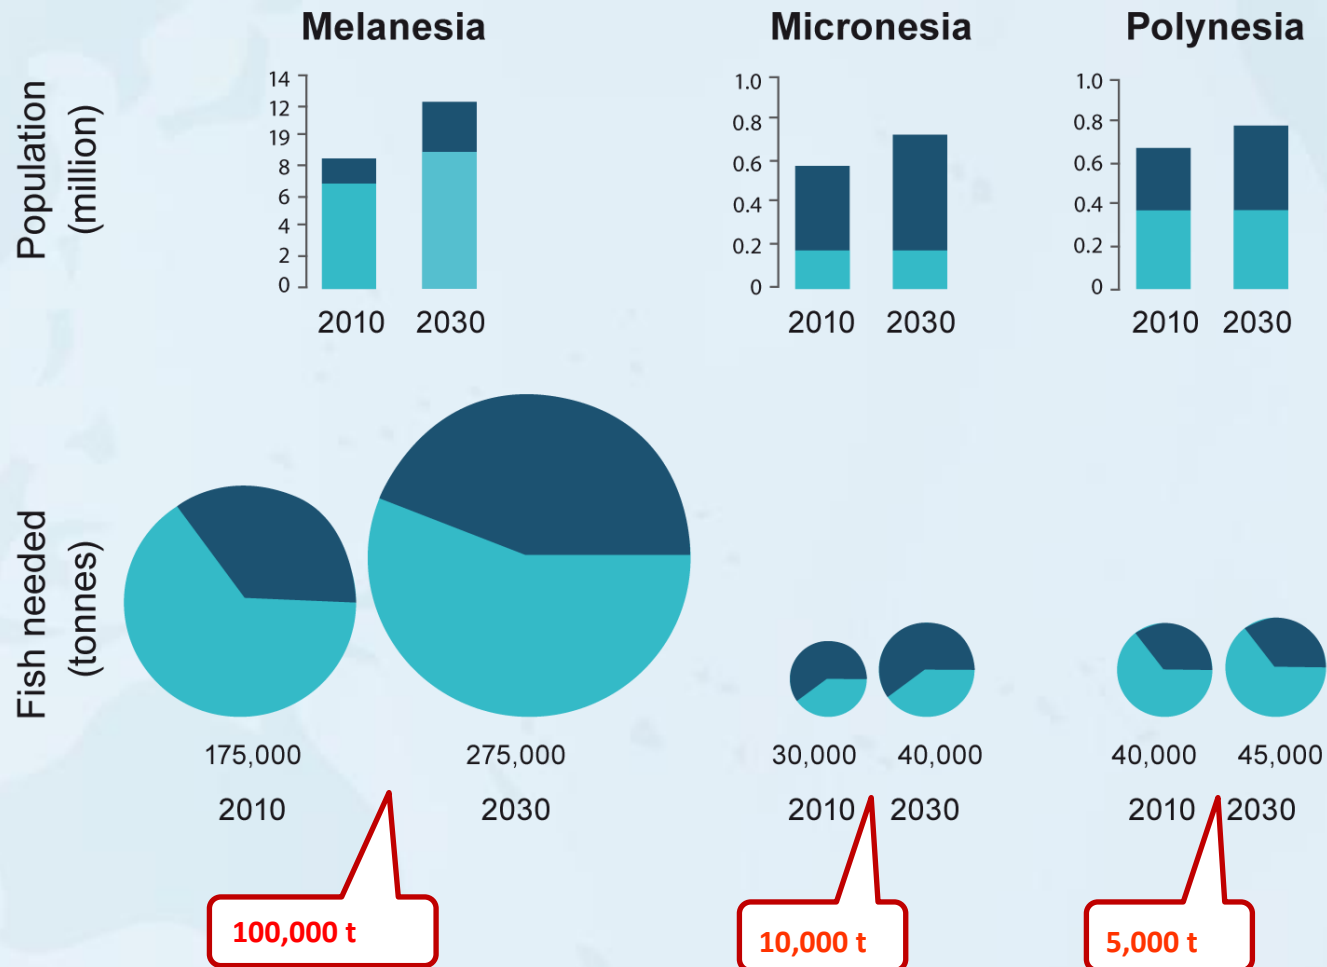 Melanesia
Micronesia
Polynesia
Population
(million)
14
12
19
8
6
4
2
0
2010 2030
1.0
0.8
0.6
0.4
0.2
0
2010 2030
1.0
0.8
0.6
0.4
0.2
0
2010 2030
Fish needed
(tonnes)
175,000 275,000
2010 2030
30,000 40,000
2010 2030
40,000 45,000
2010 2030
100,000 t
10,000 t
5,000 t